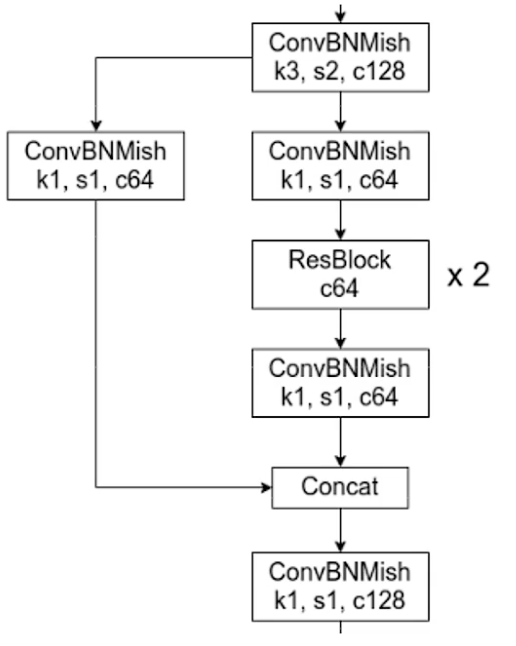 ConvBNMish
k3, s2, c128
ConvBNMish
k1, s1, c64
ConvBNMish
k1, s1, c64
ResBlock
c64
x 2
ConvBNMish
k1, s1, c64
Concat
ConvBNMish
k1, s1, c128